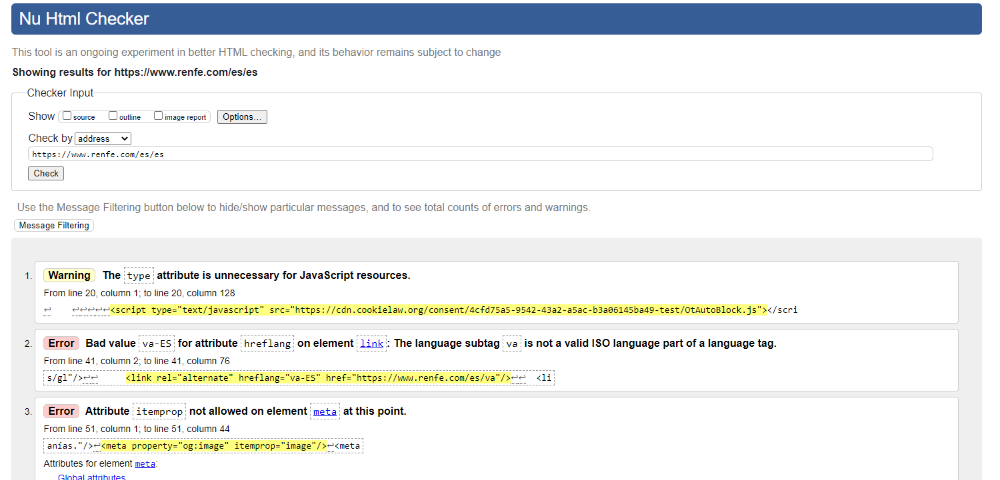 Nu Html Checker
This tool is an ongoing experiment in better HTML checking, and its behavior remains subject to change
Showing results for https://www.renfe.com/es/es
Checker Input
Show source outline image report Options...
Check by address
https://www.renfe.com/es/es
Check
Use the Message Filtering button below to hide/show particular messages, and to see total counts of errors and warnings.
Message Filtering
1. Warning The type attribute is unnecessary for JavaScript resources.
From line 20, column 1; to line 20, column 128
↩ ↩↩↩↩↩<script type="text/javascript" src="https://cdn.cookielaw.org/consent/4cfd75a5-9542-43a2-a5ac-b3a06145ba49-test/OtAutoBlock.js"></scri
2. Error Bad value va-ES for attribute hreflang on element link: The language subtag va is not a valid ISO language part of a language tag.
From line 41, column 2; to line 41, column 76
s/gl"/>↩↩ <link rel="alternate" hreflang="va-ES" href="https://www.renfe.com/es/va"/>↩↩ <li
3. Error Attribute itemprop not allowed on element meta at this point.
From line 51, column 1; to line 51, column 44
anías."/>↩<meta property="og:image" itemprop="image"/>↩<meta
Attributes for element meta:
Global attributes